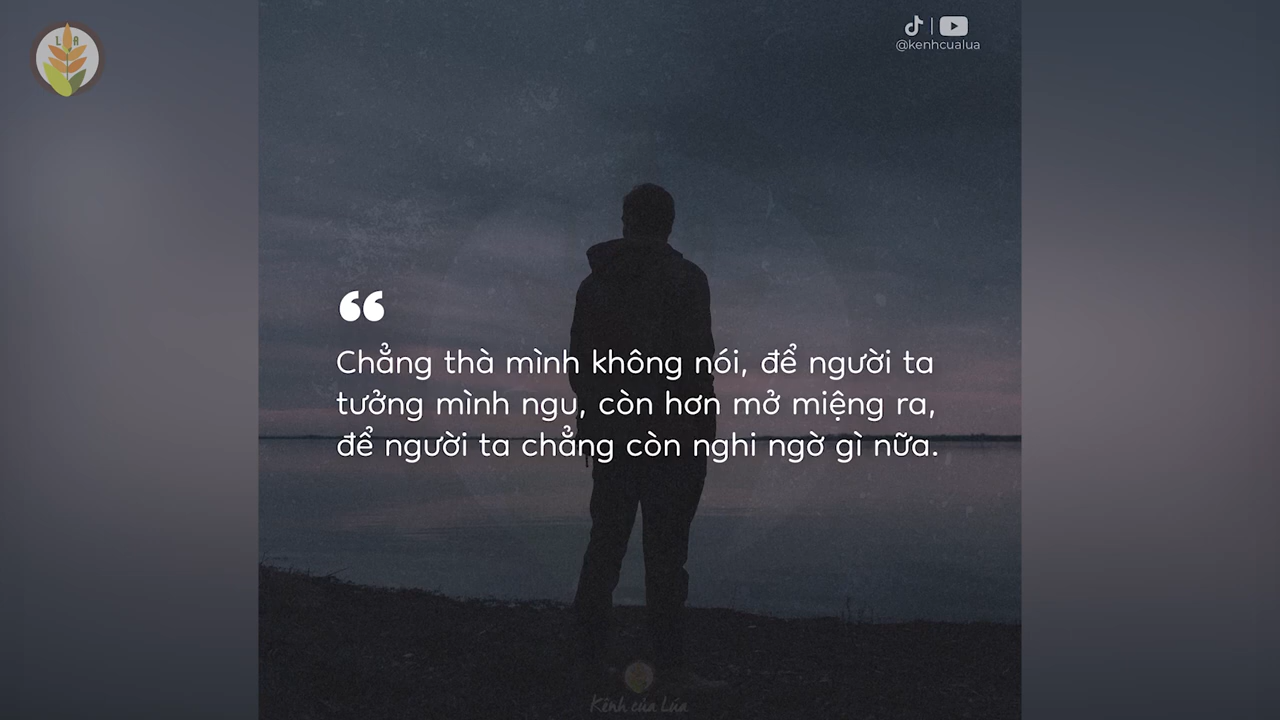 L A
@kenhcualua
“
Chẳng thà mình không nói, để người ta
tưởng mình ngu, còn hơn mở miệng ra,
để người ta chẳng còn nghi ngờ gì nữa.
Kênh của Lúa